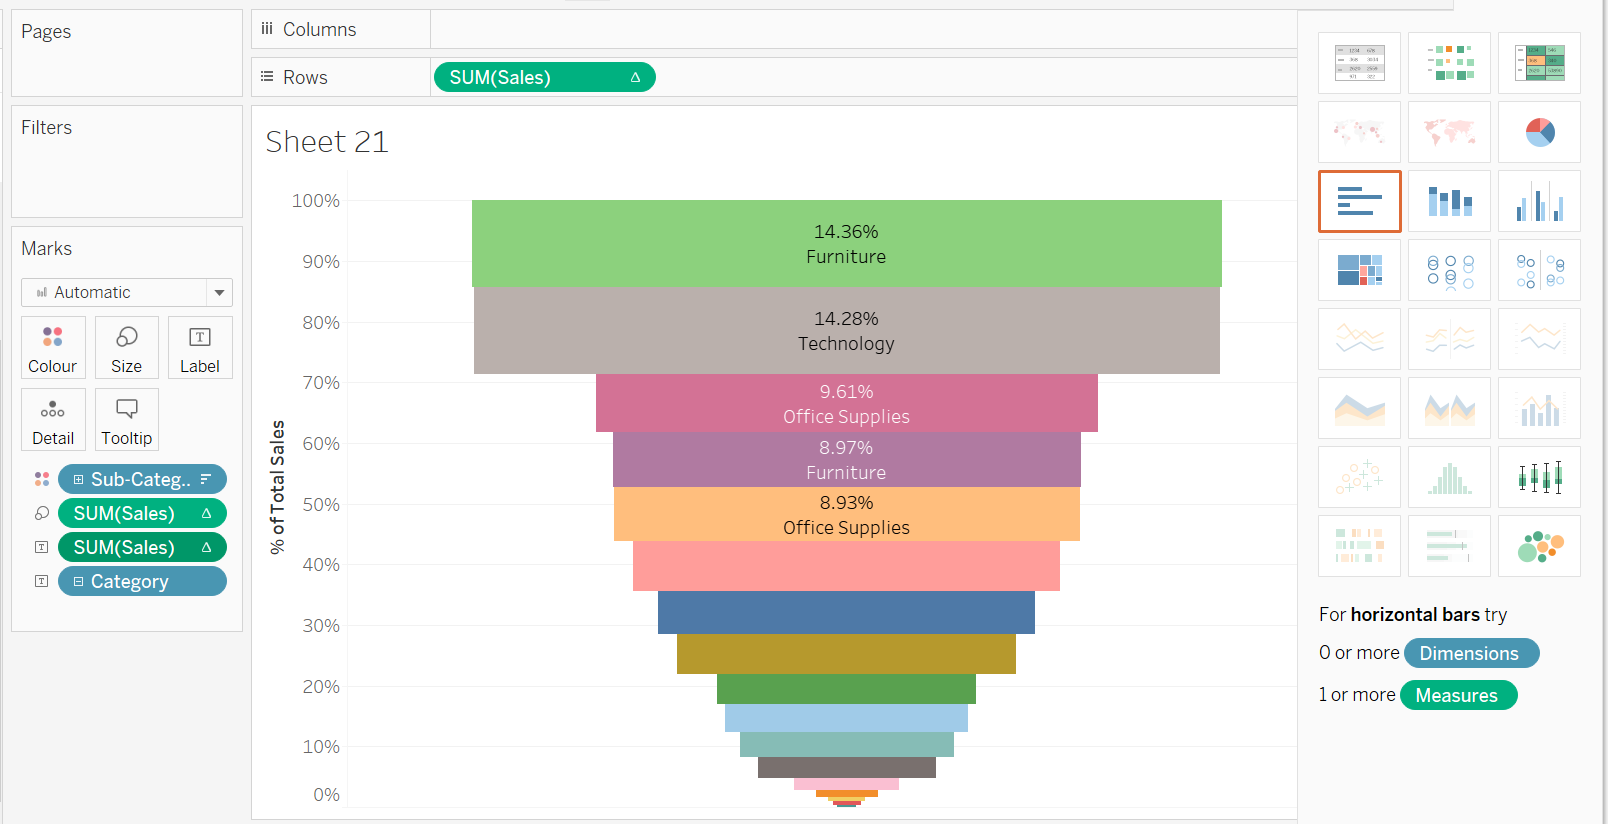 Pages
Filters
Marks
Automatic
Colour
Size
Label
Detail
Tooltip
Sub-Categ..
SUM(Sales)
SUM(Sales)
Category
Columns
Rows
SUM(Sales)
Sheet 21
% of Total Sales
100%
90%
80%
70%
60%
50%
40%
30%
20%
10%
0%
14.36%
Furniture
14.28%
Technology
9.61%
Office Supplies
8.97%
Furniture
8.93%
Office Supplies
For horizontal bars try
0 or more Dimensions
1 or more Measures